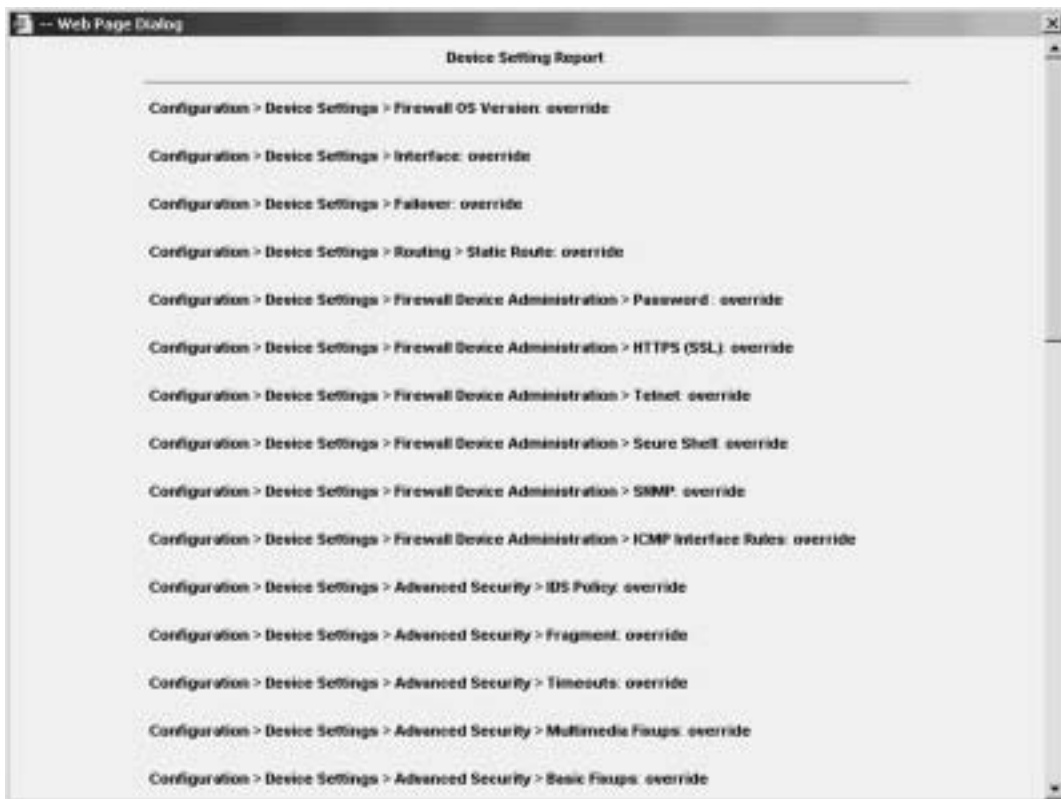 -- Web Page Dialog
Device Setting Report
Configuration > Device Settings > Firewall OS Version: override
Configuration > Device Settings > Interface: override
Configuration > Device Settings > Failover: override
Configuration > Device Settings > Routing > Static Route: override
Configuration > Device Settings > Firewall Device Administration > Password : override
Configuration > Device Settings > Firewall Device Administration > HTTPS (SSL): override
Configuration > Device Settings > Firewall Device Administration > Telnet: override
Configuration > Device Settings > Firewall Device Administration > Seure Shell: override
Configuration > Device Settings > Firewall Device Administration > SNMP: override
Configuration > Device Settings > Firewall Device Administration > ICMP Interface Rules: override
Configuration > Device Settings > Advanced Security > IDS Policy: override
Configuration > Device Settings > Advanced Security > Fragment: override
Configuration > Device Settings > Advanced Security > Timeouts: override
Configuration > Device Settings > Advanced Security > Multimedia Fixups: override
Configuration > Device Settings > Advanced Security > Basic Fixups: override